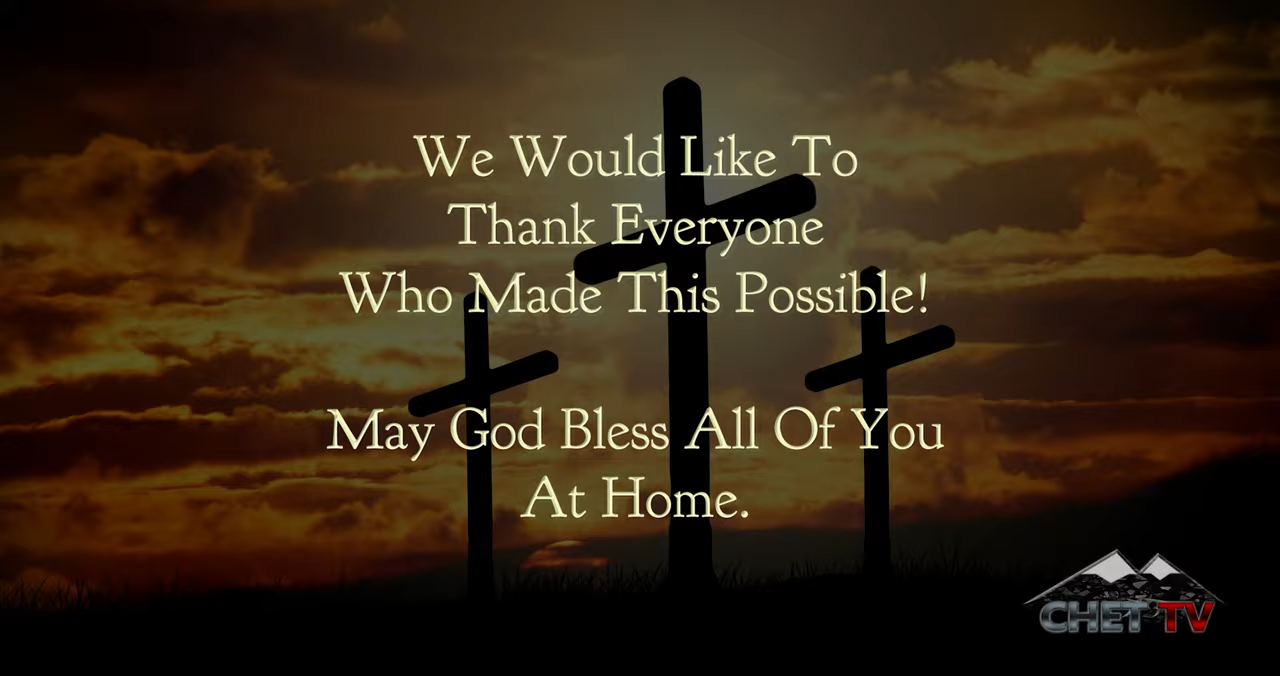 We Would Like To
Thank Everyone
Who Made This Possible!
May God Bless All Of You
At Home.
CHET TV